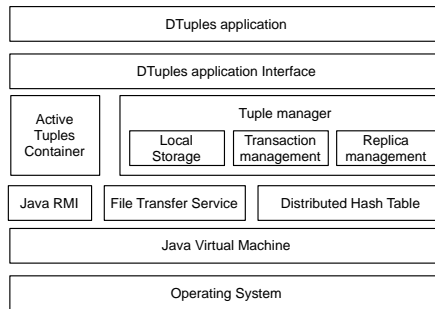 DTuples application
DTuples application Interface
Active
Tuples
Container
Tuple manager
Local
Storage
Transaction
management
Replica
management
Java RMI
File Transfer Service
Distributed Hash Table
Java Virtual Machine
Operating System